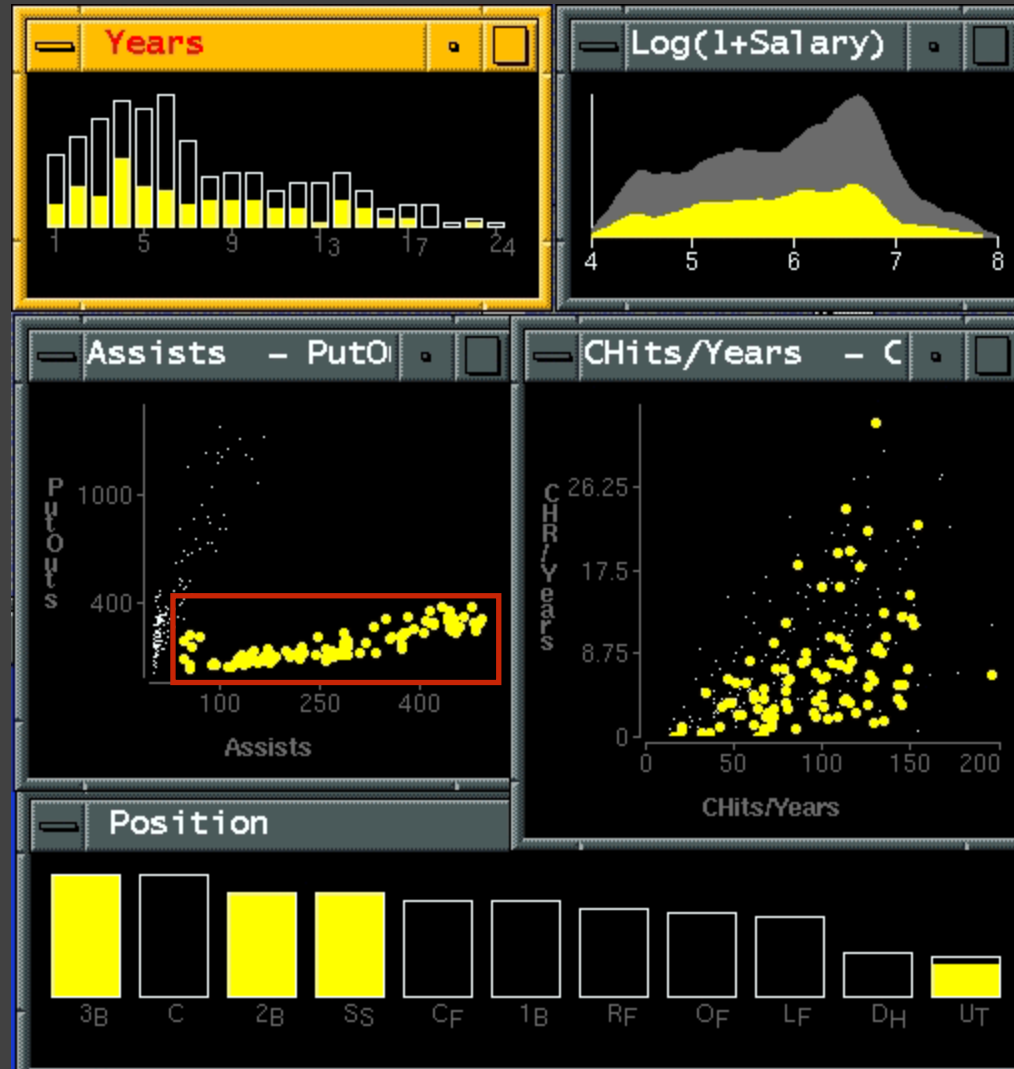 Years
1 5 9 13 17 24
Log(1+Salary)
4 5 6 7 8
Assists - PutO
PutOuts
1000
400
100 250 400
Assists
CHits/Years - C
CHR/Years
26.25
17.5
8.75
0
0 50 100 150 200
CHits/Years
Position
3B C 2B SS CF 1B RF OF LF DH UT